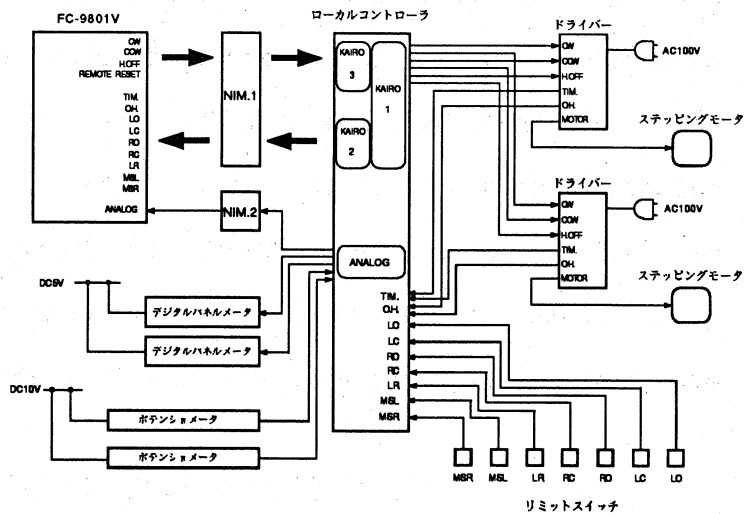 FC-9801V
CW
CCW
H.OFF
REMOTE RESET
TIM.
O.H.
LO
LC
RO
RC
LR
MSL
MSR
ANALOG
NIM.1
NIM.2
ローカルコントローラ
KAIRO
3
KAIRO
1
KAIRO
2
ANALOG
TIM.
O.H.
LO
LC
RO
RC
LR
MSL
MSR
ドライバー
CW
CCW
H.OFF
TIM.
O.H.
MOTOR
AC100V
ステッピングモータ
ドライバー
CW
CCW
H.OFF
TIM.
O.H.
MOTOR
AC100V
ステッピングモータ
DC5V
デジタルパネルメータ
デジタルパネルメータ
DC10V
ポテンショメータ
ポテンショメータ
MSR MSL LR RC RO LC LO
リミットスイッチ